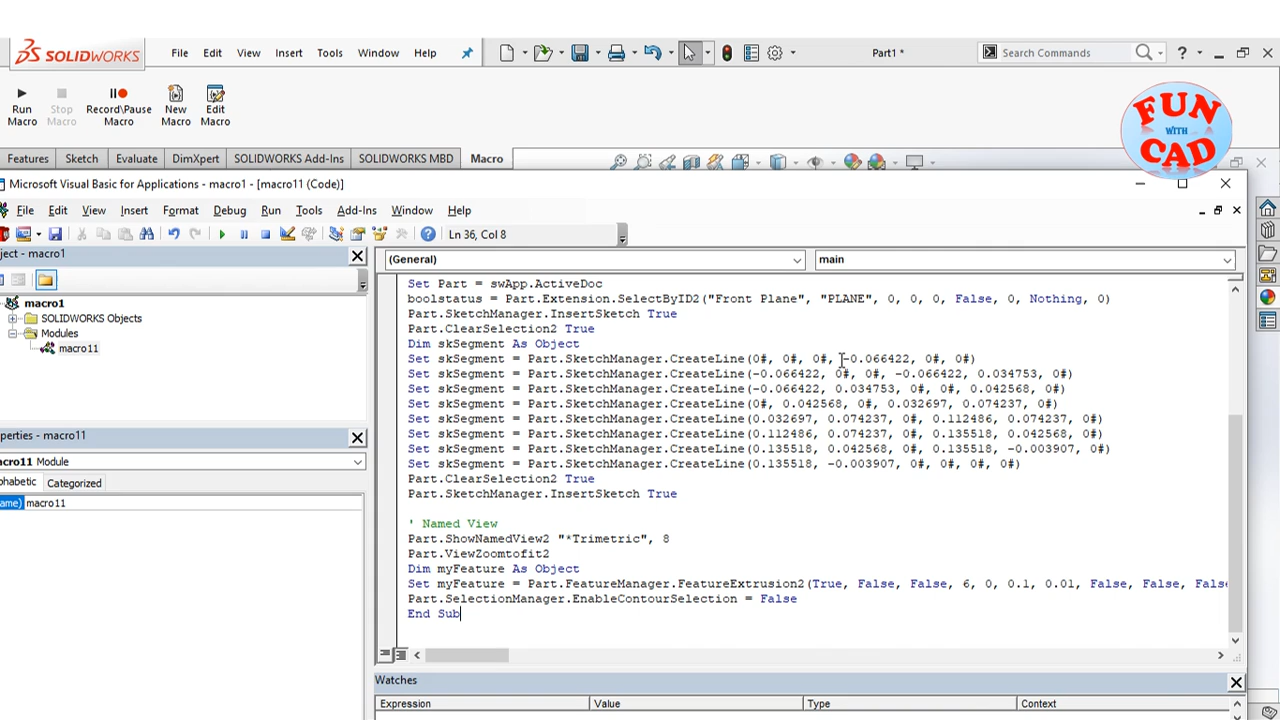 SOLIDWORKS File Edit View Insert Tools Window Help Part1 * Search Commands ?
Run Macro
Stop Macro
Record\Pause Macro
New Macro
Edit Macro
FUN
WITH
CAD
Features Sketch Evaluate DimXpert SOLIDWORKS Add-Ins SOLIDWORKS MBD Macro
Microsoft Visual Basic for Applications - macro1 - [macro11 (Code)]
File Edit View Insert Format Debug Run Tools Add-Ins Window Help
Ln 36, Col 8
ject - macro1
macro1
SOLIDWORKS Objects
Modules
macro11
perties - macro11
acro11 Module
phabetic Categorized
ame) macro11
(General) main
Set Part = swApp.ActiveDoc
boolstatus = Part.Extension.SelectByID2("Front Plane", "PLANE", 0, 0, 0, False, 0, Nothing, 0)
Part.SketchManager.InsertSketch True
Part.ClearSelection2 True
Dim skSegment As Object
Set skSegment = Part.SketchManager.CreateLine(0#, 0#, 0#, -0.066422, 0#, 0#)
Set skSegment = Part.SketchManager.CreateLine(-0.066422, 0#, 0#, -0.066422, 0.034753, 0#)
Set skSegment = Part.SketchManager.CreateLine(-0.066422, 0.034753, 0#, 0#, 0.042568, 0#)
Set skSegment = Part.SketchManager.CreateLine(0#, 0.042568, 0#, 0.032697, 0.074237, 0#)
Set skSegment = Part.SketchManager.CreateLine(0.032697, 0.074237, 0#, 0.112486, 0.074237, 0#)
Set skSegment = Part.SketchManager.CreateLine(0.112486, 0.074237, 0#, 0.135518, 0.042568, 0#)
Set skSegment = Part.SketchManager.CreateLine(0.135518, 0.042568, 0#, 0.135518, -0.003907, 0#)
Set skSegment = Part.SketchManager.CreateLine(0.135518, -0.003907, 0#, 0#, 0#, 0#)
Part.ClearSelection2 True
Part.SketchManager.InsertSketch True
' Named View
Part.ShowNamedView2 "*Trimetric", 8
Part.ViewZoomtofit2
Dim myFeature As Object
Set myFeature = Part.FeatureManager.FeatureExtrusion2(True, False, False, 6, 0, 0.1, 0.01, False, False, Fals
Part.SelectionManager.EnableContourSelection = False
End Sub
Watches
Expression Value Type Context